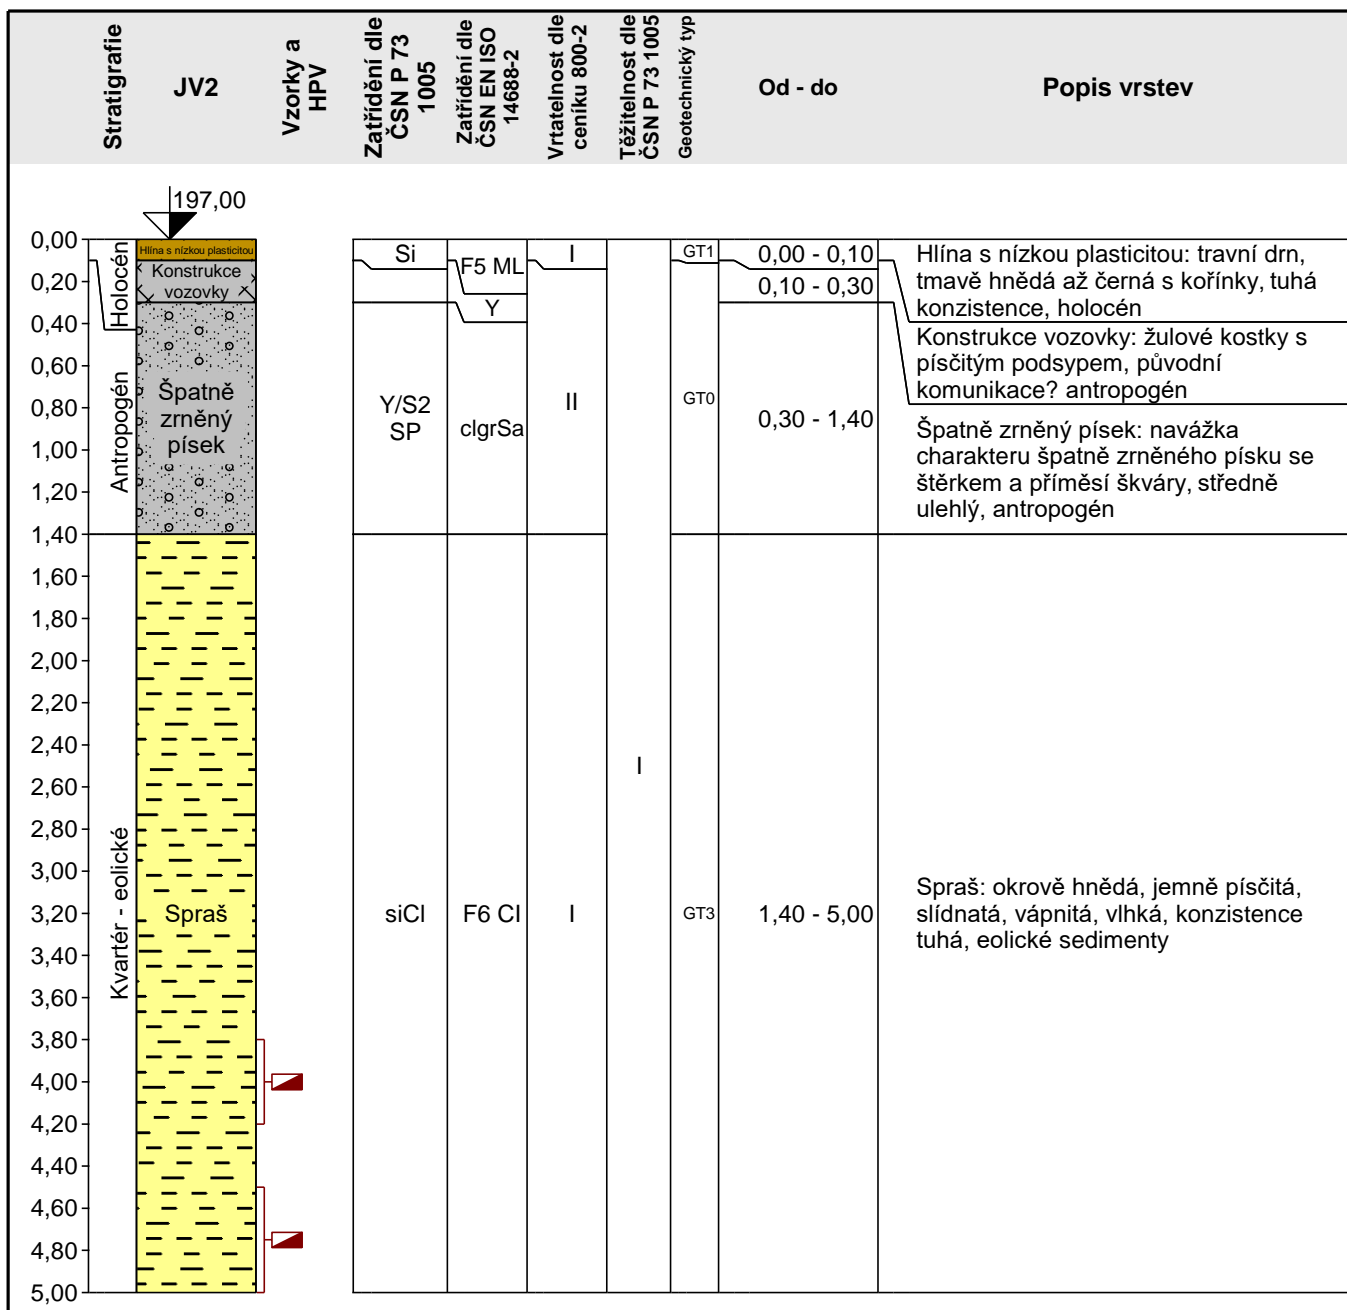 Stratigrafie
JV2
Vzorky a
HPV
Zatřídění dle
ČSN P 73
1005
Zatřídění dle
ČSN EN ISO
14688-2
Vrtatelnost dle
ceníku 800-2
Těžitelnost dle
ČSN P 73 1005
Geotechnický typ
Od - do
Popis vrstev
197,00
0,00
0,20
0,40
0,60
0,80
1,00
1,20
1,40
1,60
1,80
2,00
2,20
2,40
2,60
2,80
3,00
3,20
3,40
3,60
3,80
4,00
4,20
4,40
4,60
4,80
5,00
Holocén
Antropogén
Kvartér - eolické
Hlína s nízkou plasticitou
Konstrukce
vozovky
Špatně
zrněný
písek
Spraš
Si
Y/S2
SP
siCl
F5 ML
Y
clgrSa
F6 CI
I
II
I
I
GT1
GT0
GT3
0,00 - 0,10
0,10 - 0,30
0,30 - 1,40
1,40 - 5,00
Hlína s nízkou plasticitou: travní drn,
tmavě hnědá až černá s kořínky, tuhá
konzistence, holocén
Konstrukce vozovky: žulové kostky s
písčitým podsypem, původní
komunikace? antropogén
Špatně zrněný písek: navážka
charakteru špatně zrněného písku se
štěrkem a příměsí škváry, středně
ulehlý, antropogén
Spraš: okrově hnědá, jemně písčitá,
slídnatá, vápnitá, vlhká, konzistence
tuhá, eolické sedimenty